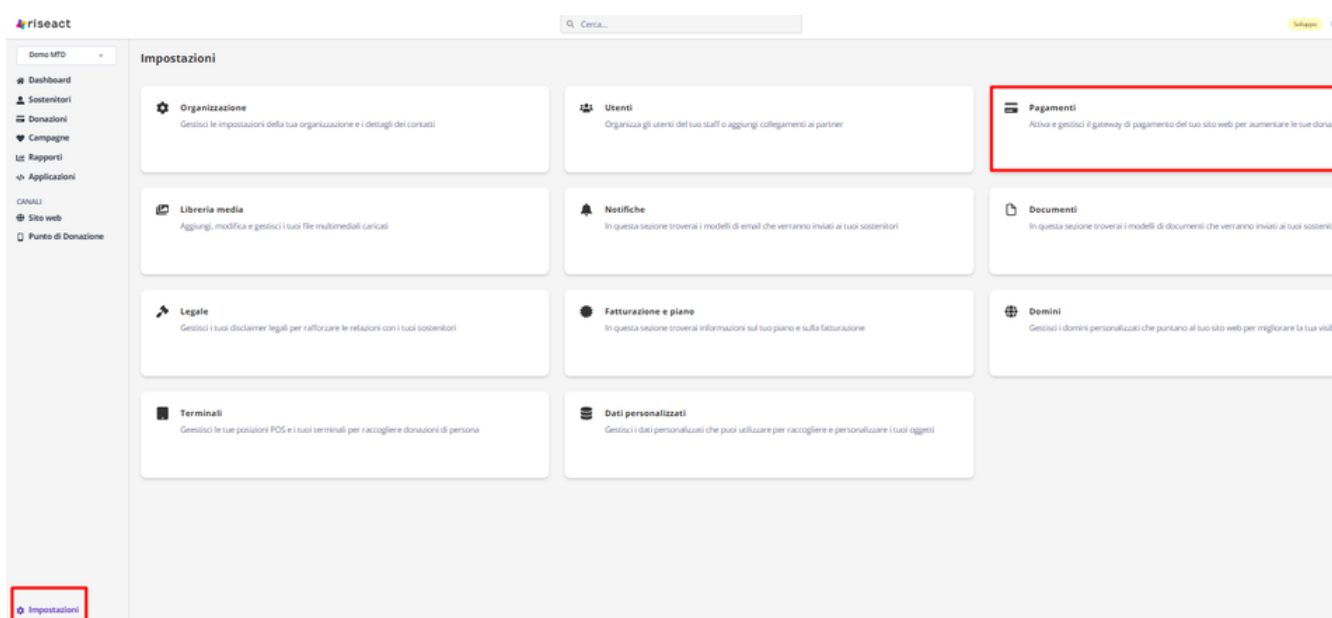 riseact
Cerca...
Sviluppo
Demo MTD
Dashboard
Sostenitori
Donazioni
Campagne
Rapporti
Applicazioni
CANALI
Sito web
Punto di Donazione
Impostazioni
Impostazioni
Organizzazione
Gestisci le impostazioni della tua organizzazione e i dettagli dei contatti
Utenti
Organizza gli utenti del tuo staff o aggiungi collegamenti ai partner
Pagamenti
Attiva e gestisci il gateway di pagamento del tuo sito web per aumentare le tue dona
Libreria media
Aggiungi, modifica e gestisci i tuoi file multimediali caricati
Notifiche
In questa sezione troverai i modelli di email che verranno inviati ai tuoi sostenitori
Documenti
In questa sezione troverai i modelli di documenti che verranno inviati ai tuoi sostenit
Legale
Gestisci i tuoi disclaimer legali per rafforzare le relazioni con i tuoi sostenitori
Fatturazione e piano
In questa sezione troverai informazioni sul tuo piano e sulla fatturazione
Domini
Gestisci i domini personalizzati che puntano al tuo sito web per migliorare la tua visib
Terminali
Geestisci le tue posizioni POS e i tuoi terminali per raccogliere donazioni di persona
Dati personalizzati
Gestisci i dati personalizzati che puoi utilizzare per raccogliere e personalizzare i tuoi oggetti